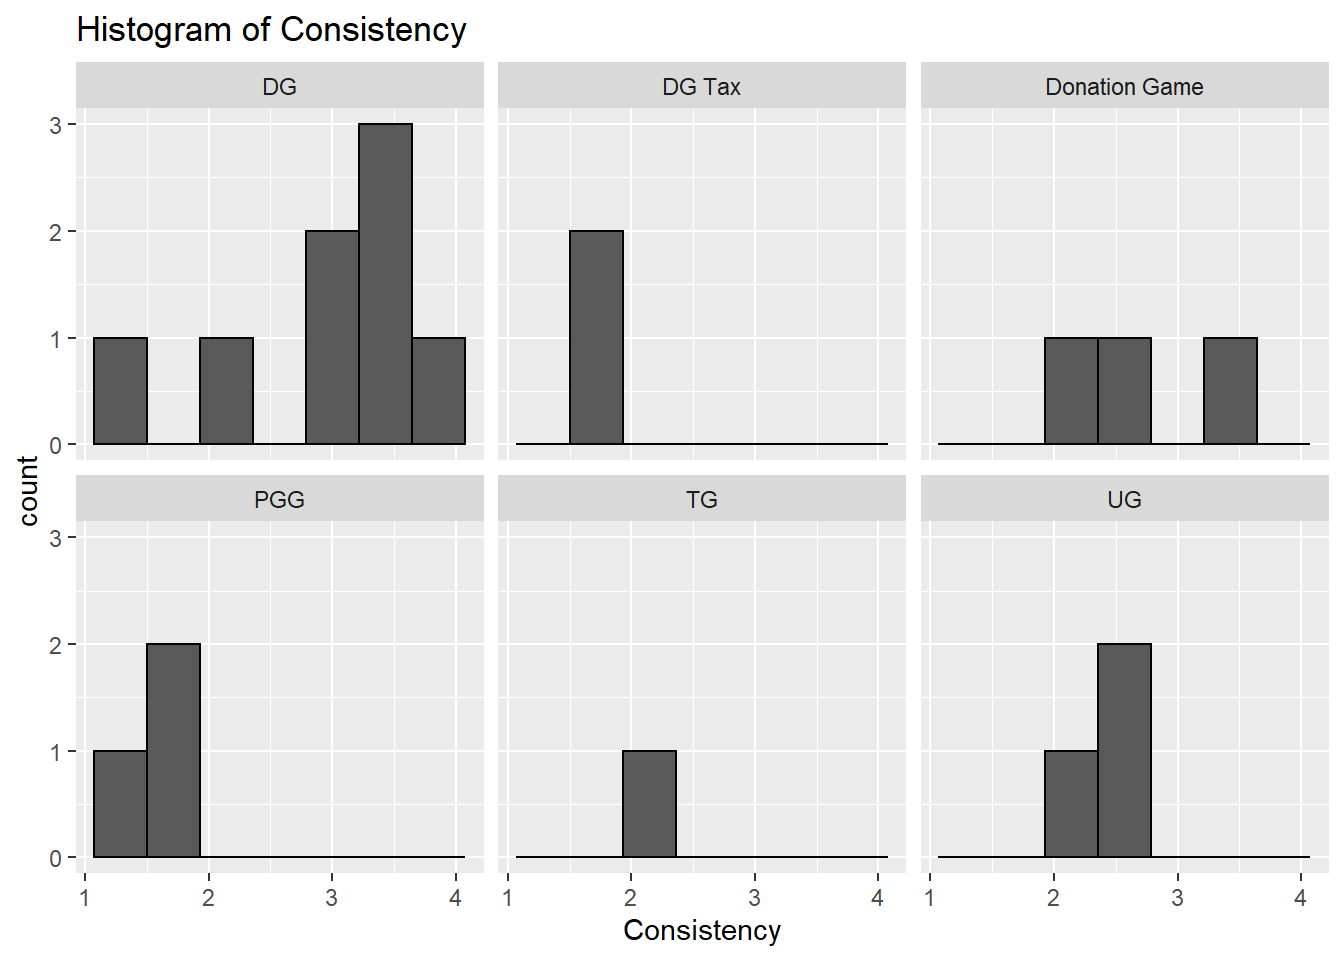 Histogram of Consistency
DG
DG Tax
Donation Game
3
2
1
0
PGG
TG
UG
3
2
1
0
count
1 2 3 4
1 2 3 4
1 2 3 4
Consistency